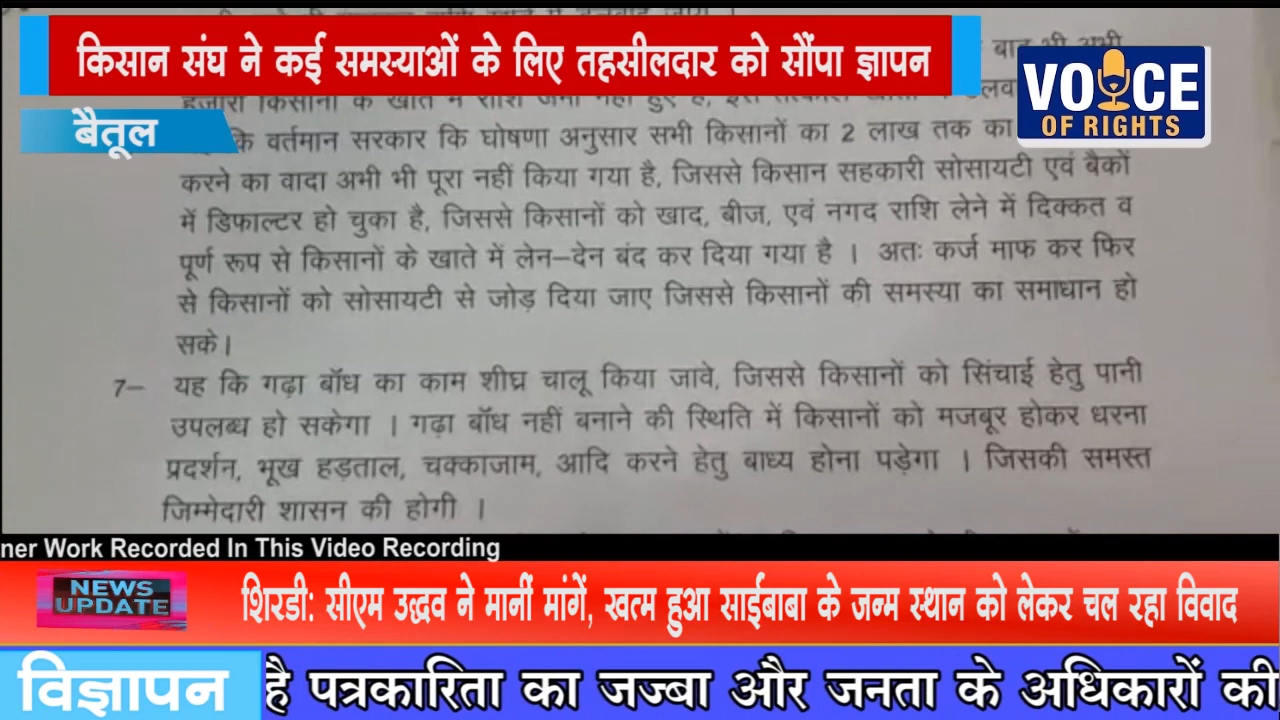 किसान संघ ने कई समस्याओं के लिए तहसीलदार को सौंपा ज्ञापन
VOICE
OF RIGHTS
बैतूल
कि वर्तमान सरकार कि घोषणा अनुसार सभी किसानों का 2 लाख तक का
करने का वादा अभी भी पूरा नहीं किया गया है, जिससे किसान सहकारी सोसायटी एवं बैकों
में डिफाल्टर हो चुका है, जिससे किसानों को खाद, बीज, एवं नगद राशि लेने में दिक्कत व
पूर्ण रूप से किसानों के खाते में लेन–देन बंद कर दिया गया है । अतः कर्ज माफ कर फिर
से किसानों को सोसायटी से जोड़ दिया जाए जिससे किसानों की समस्या का समाधान हो
सके।
7– यह कि गढ़ा बॉध का काम शीघ्र चालू किया जावे, जिससे किसानों को सिंचाई हेतु पानी
उपलब्ध हो सकेगा । गढ़ा बॉध नहीं बनाने की स्थिति में किसानों को मजबूर होकर धरना
प्रदर्शन, भूख हड़ताल, चक्काजाम, आदि करने हेतु बाध्य होना पड़ेगा । जिसकी समस्त
जिम्मेदारी शासन की होगी ।
ner Work Recorded In This Video Recording
NEWS
UPDATE
शिरडी: सीएम उद्धव ने मानीं मांगें, खत्म हुआ साईबाबा के जन्म स्थान को लेकर चल रहा विवाद
विज्ञापन
है पत्रकारिता का जज्बा और जनता के अधिकारों की